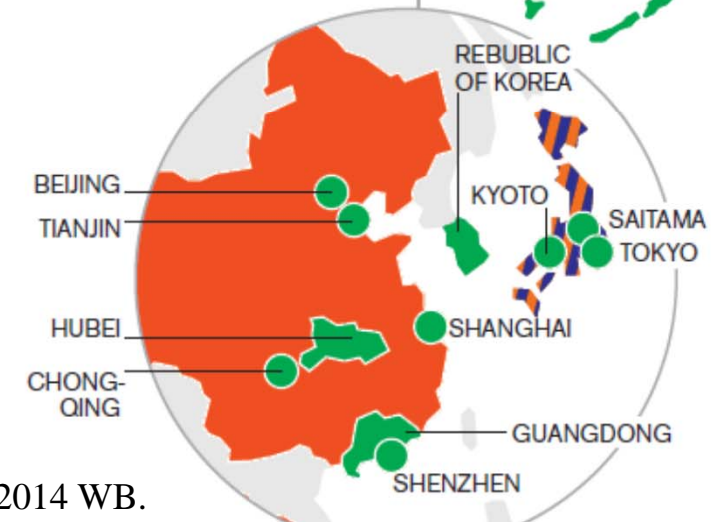 REBUBLIC
OF KOREA
BEIJING
KYOTO
SAITAMA
TIANJIN
TOKYO
HUBEI
SHANGHAI
CHONG-
QING
GUANGDONG
SHENZHEN
2014 WB.